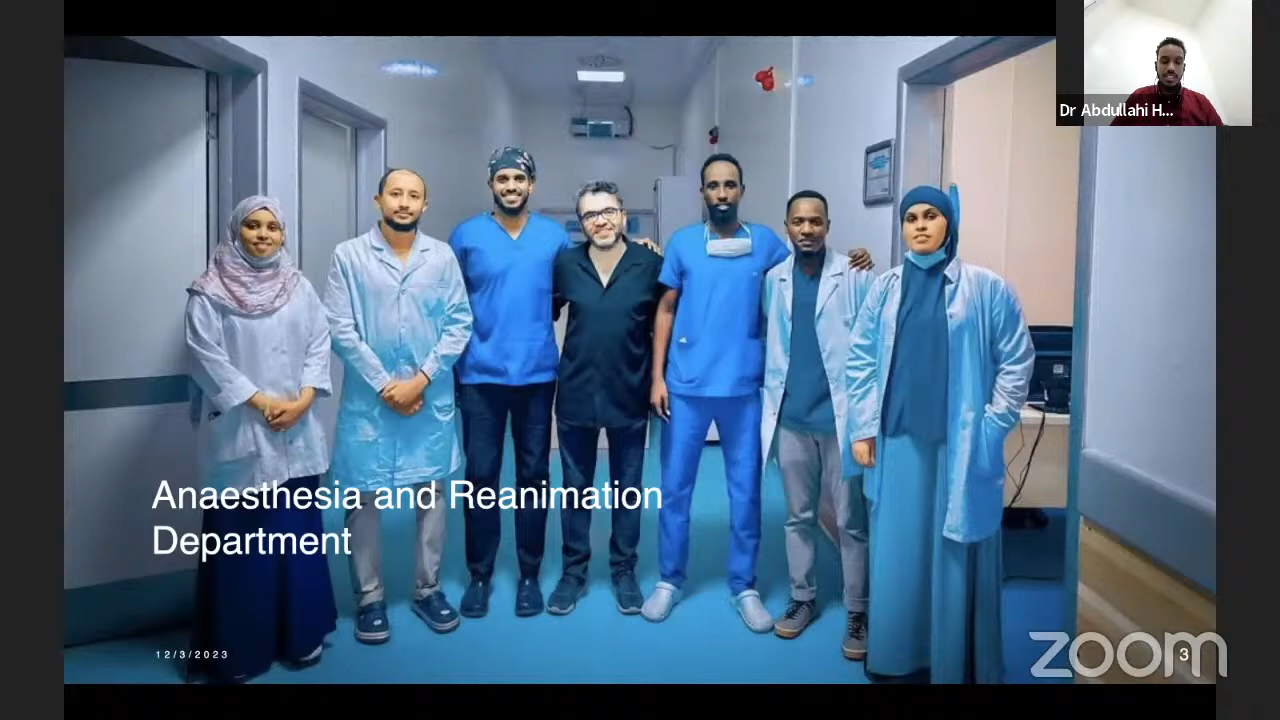 Dr Abdullahi H...
Anaesthesia and Reanimation
Department
12/3/2023
3
zoom